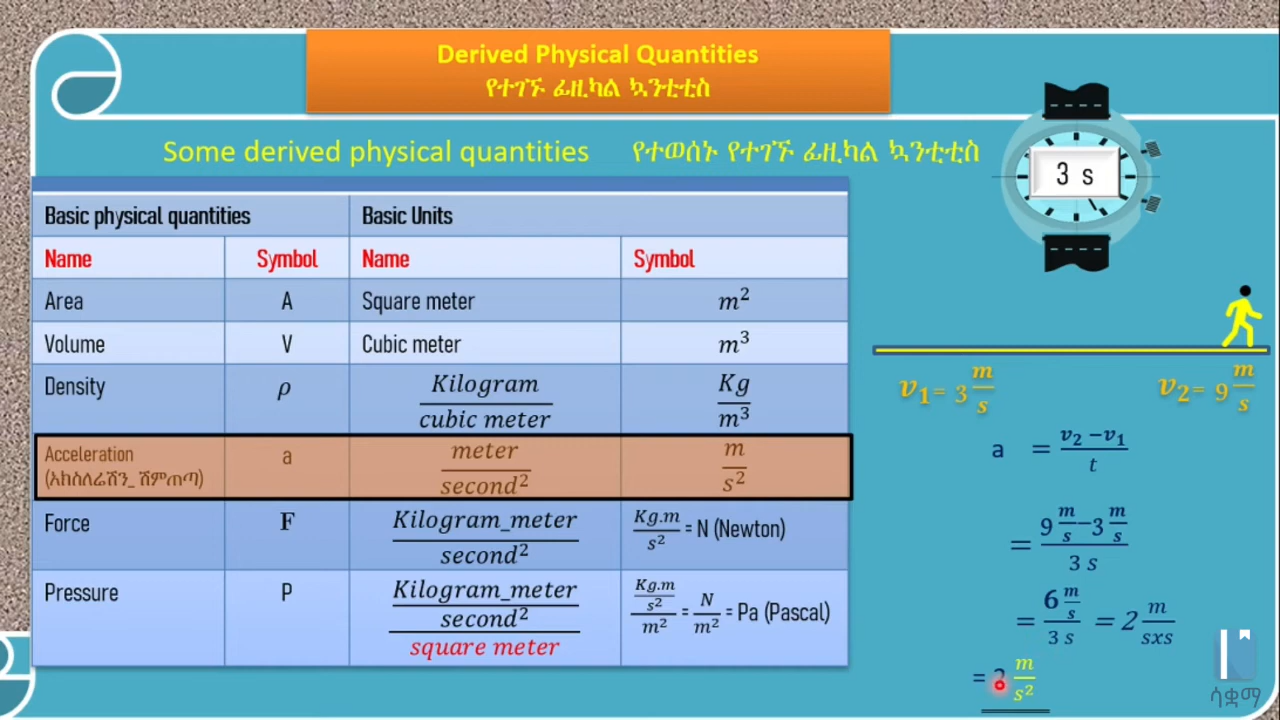 Derived Physical Quantities
የተገኙ ፊዚካል ኳንቲቲስ
Some derived physical quantities የተወሰኑ የተገኙ ፊዚካል ኳንቲቲስ
3 s
Basic physical quantities Basic Units
Name Symbol Name Symbol
Area A Square meter m²
Volume V Cubic meter m³
Density ρ Kilogram/cubic meter Kg/m³
Acceleration a meter/second² m/s²
(አክስለሬሽን_ ሽምጠጣ)
Force F Kilogram_meter/second² Kg.m/s² = N (Newton)
Pressure P Kilogram_meter/second²/square meter Kg.m/s²/m² = N/m² = Pa (Pascal)
v₁= 3 m/s v₂= 9 m/s
a = v₂ −v₁/t
= 9 m/s −3 m/s/3 s
= 6 m/s/3 s = 2 m/sxs
= 2 m/s²
ሳቋማ